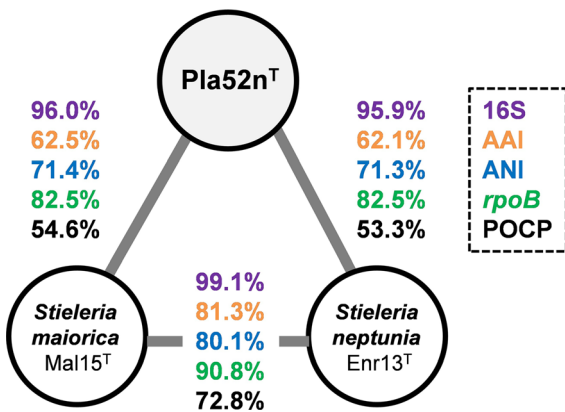 Pla52nᵀ
96.0%
62.5%
71.4%
82.5%
54.6%
95.9%
62.1%
71.3%
82.5%
53.3%
16S
AAI
ANI
rpoB
POCP
Stieleria
maiorica
Mal15ᵀ
99.1%
81.3%
80.1%
90.8%
72.8%
Stieleria
neptunia
Enr13ᵀ